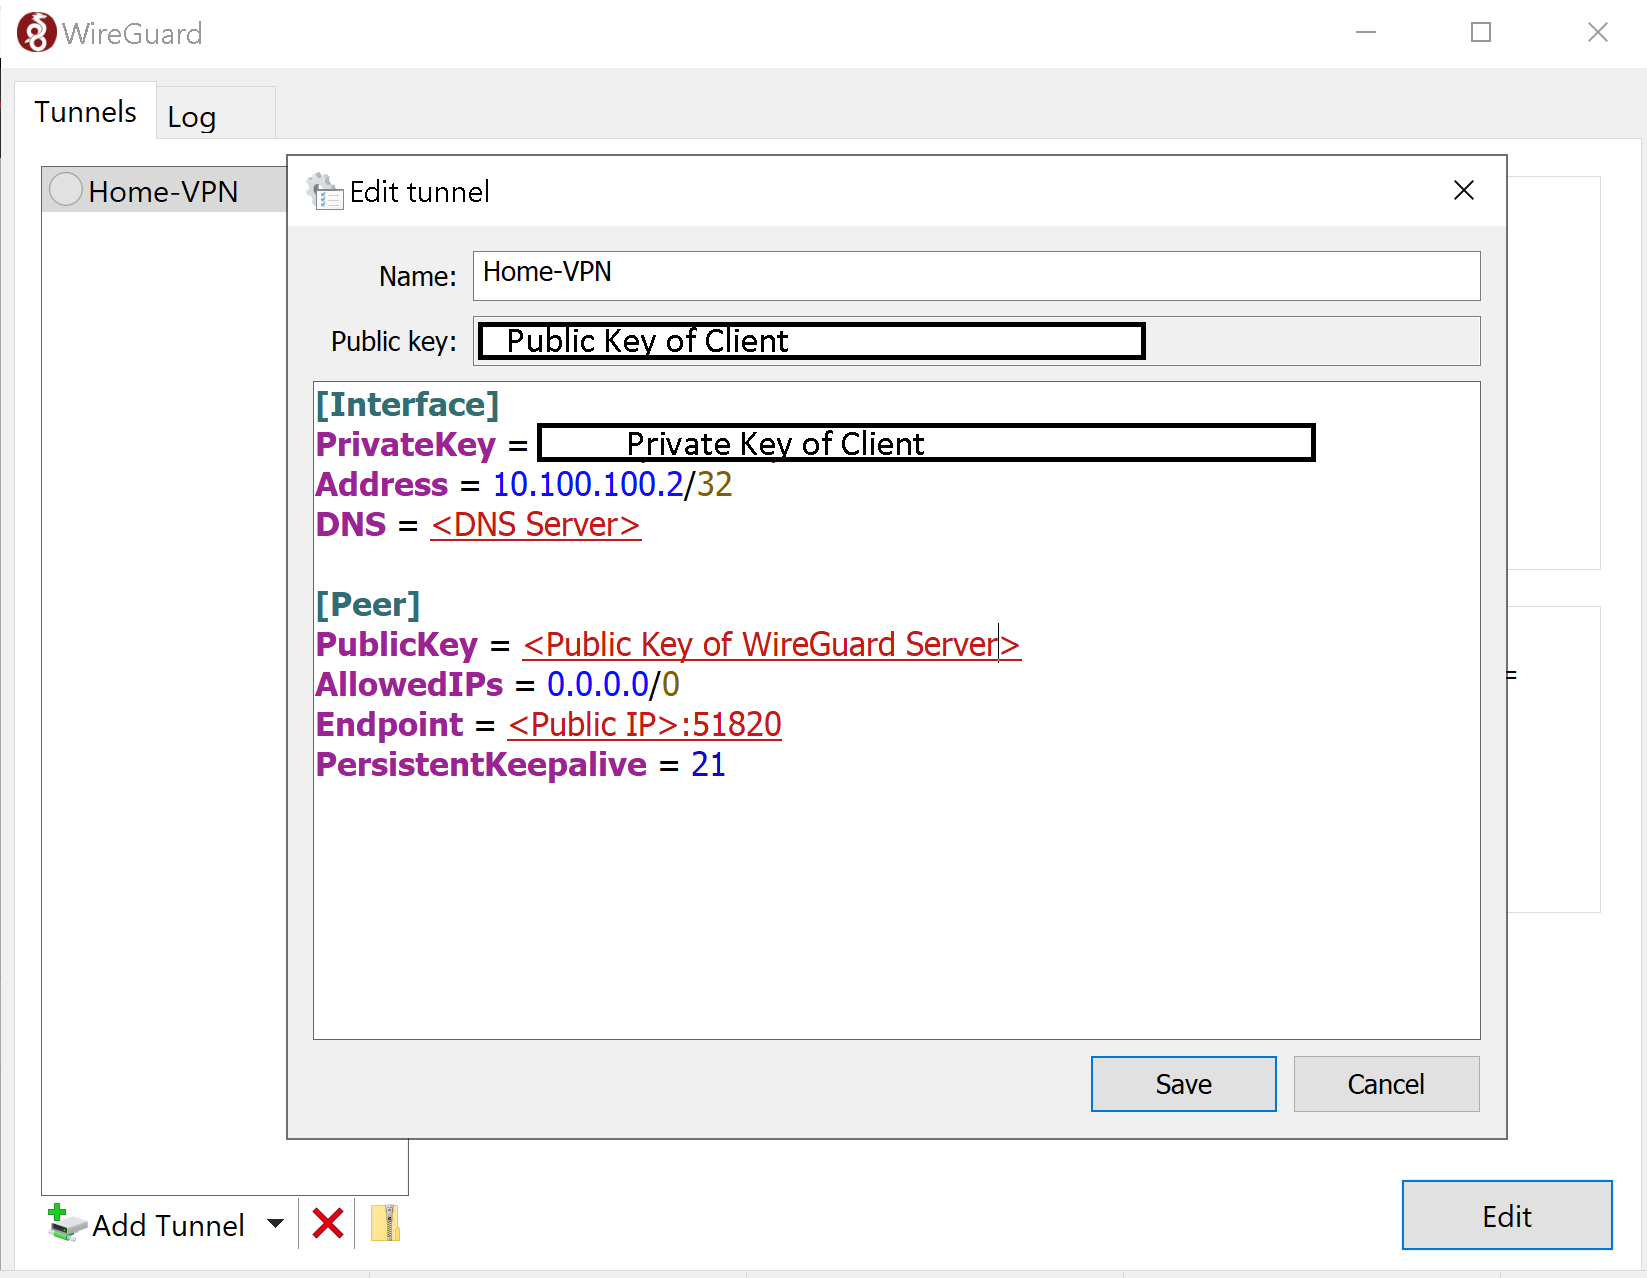 WireGuard
Tunnels
Log
Home-VPN
Edit tunnel
Name: Home-VPN
Public key: Public Key of Client
[Interface]
PrivateKey = Private Key of Client
Address = 10.100.100.2/32
DNS = <DNS Server>
[Peer]
PublicKey = <Public Key of WireGuard Server>
AllowedIPs = 0.0.0.0/0
Endpoint = <Public IP>:51820
PersistentKeepalive = 21
=
Save
Cancel
Add Tunnel
Edit